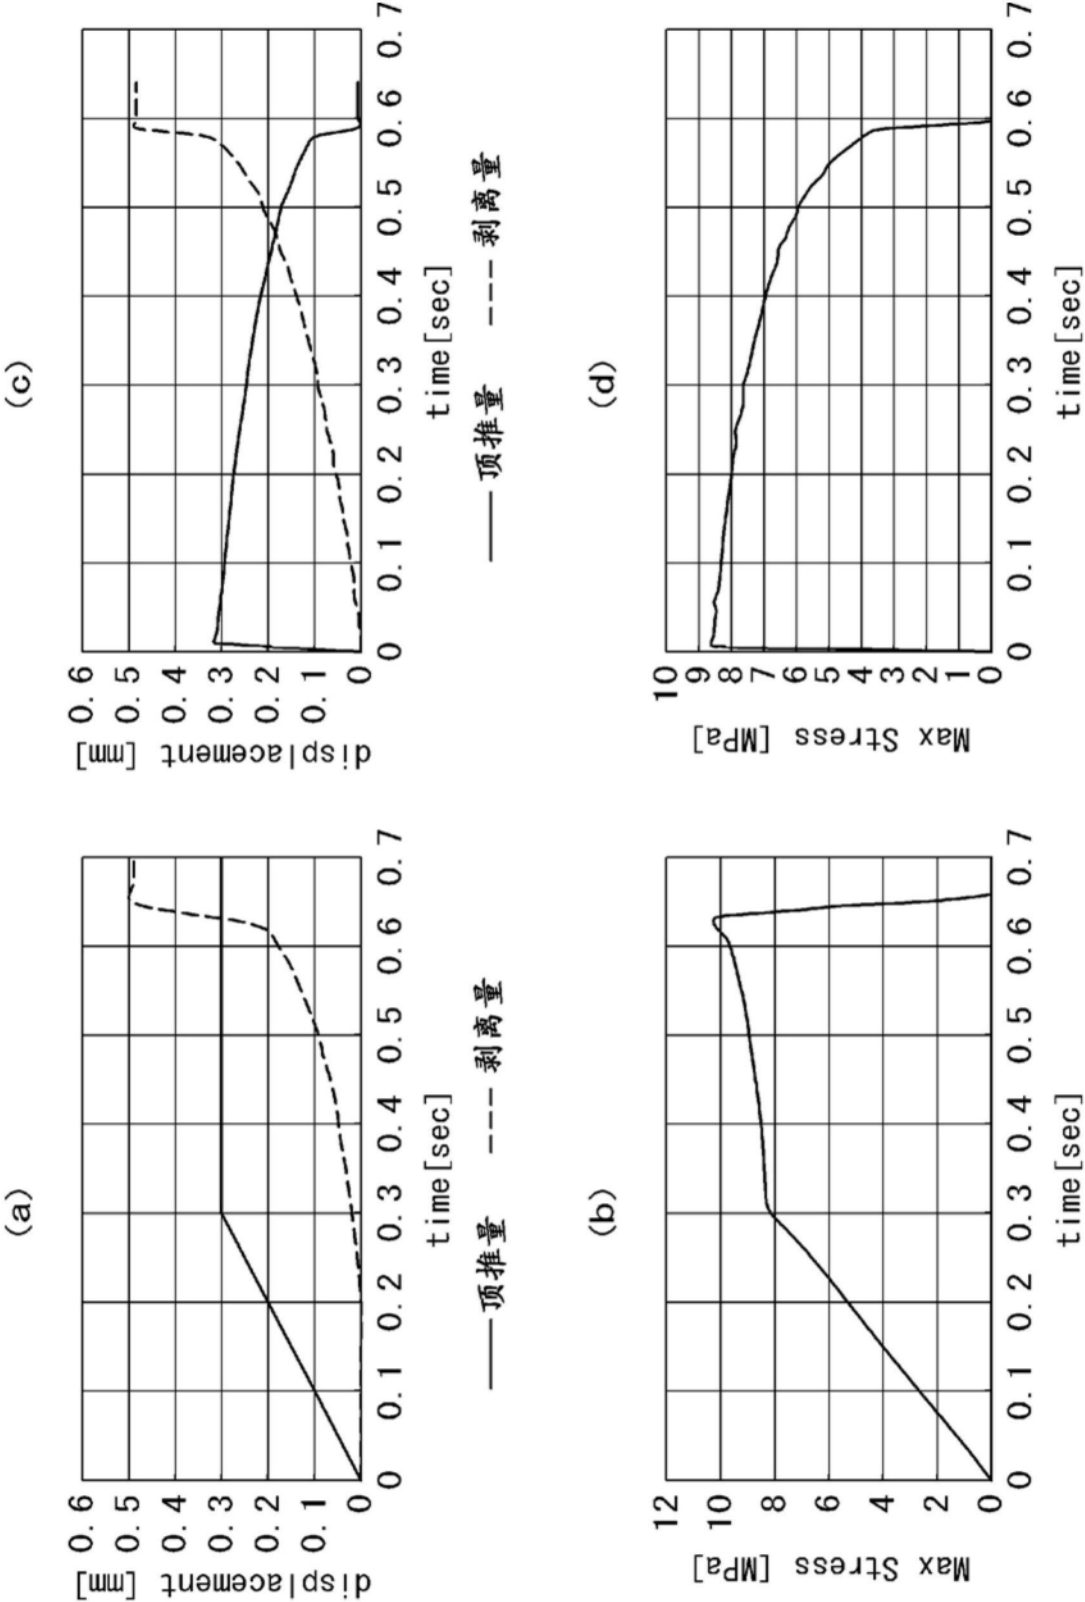 (a)
displacement [mm]
0. 6
0. 5
0. 4
0. 3
0. 2
0. 1
0
0 0. 1 0. 2 0. 3 0. 4 0. 5 0. 6 0. 7
time[sec]
顶推量 剥离量
(c)
displacement [mm]
0. 6
0. 5
0. 4
0. 3
0. 2
0. 1
0
0 0. 1 0. 2 0. 3 0. 4 0. 5 0. 6 0. 7
time[sec]
顶推量 剥离量
(b)
Max Stress [MPa]
12
10
8
6
4
2
0
0 0. 1 0. 2 0. 3 0. 4 0. 5 0. 6 0. 7
time[sec]
(d)
Max Stress [MPa]
10
9
8
7
6
5
4
3
2
1
0
0 0. 1 0. 2 0. 3 0. 4 0. 5 0. 6 0. 7
time[sec]